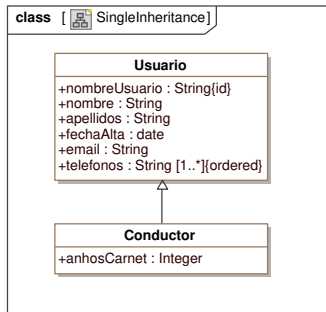 class [ SingleInheritance]
Usuario
+nombreUsuario : String{id}
+nombre : String
+apellidos : String
+fechaAlta : date
+email : String
+telefonos : String [1..*]{ordered}
Conductor
+anhosCarnet : Integer